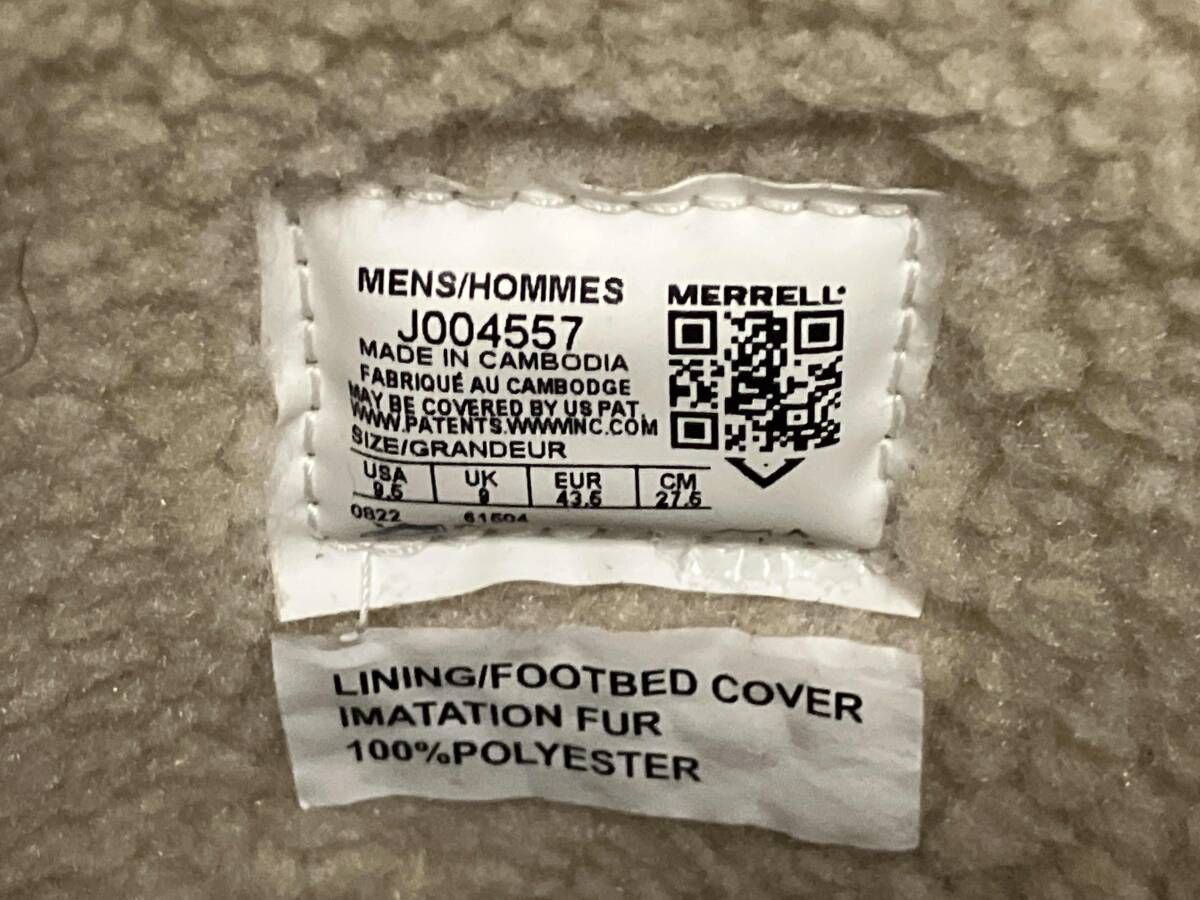 MENS/HOMMES
J004557
MADE IN CAMBODIA
FABRIQUÉ AU CAMBODGE
MAY BE COVERED BY US PAT.
WWW.PATENTS.WWWINC.COM
SIZE/GRANDEUR
USA UK EUR CM
9.5 9 43.5 27.5
0822 61504
MERRELL
LINING/FOOTBED COVER
IMATATION FUR
100%POLYESTER